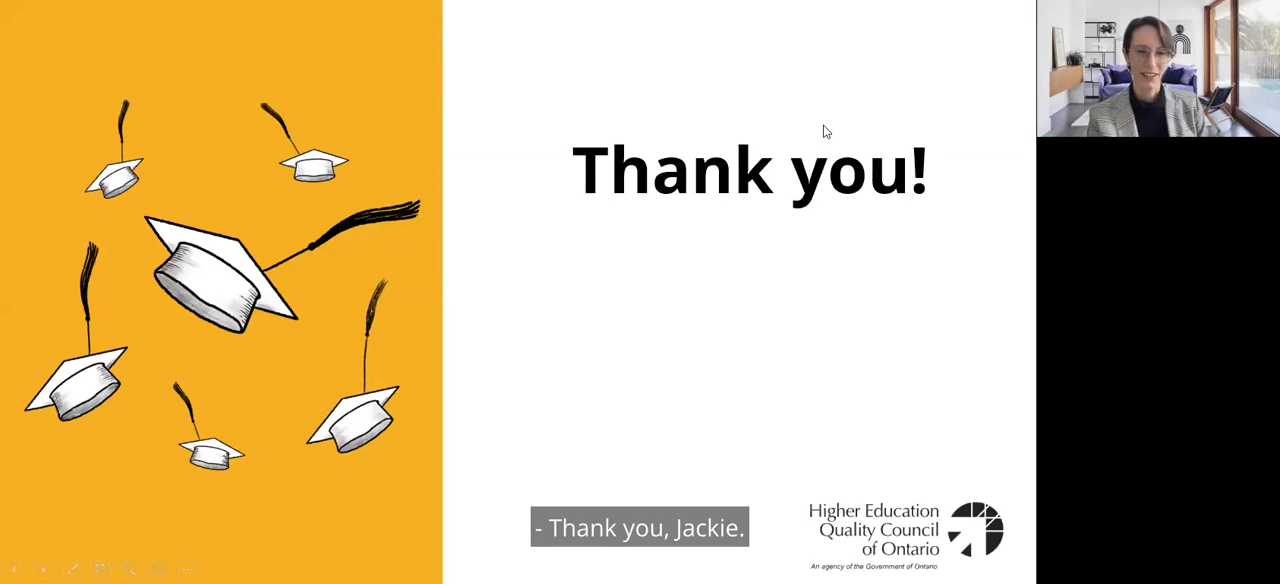 Thank you!
- Thank you, Jackie.
Higher Education
Quality Council
of Ontario
An agency of the Government of Ontario